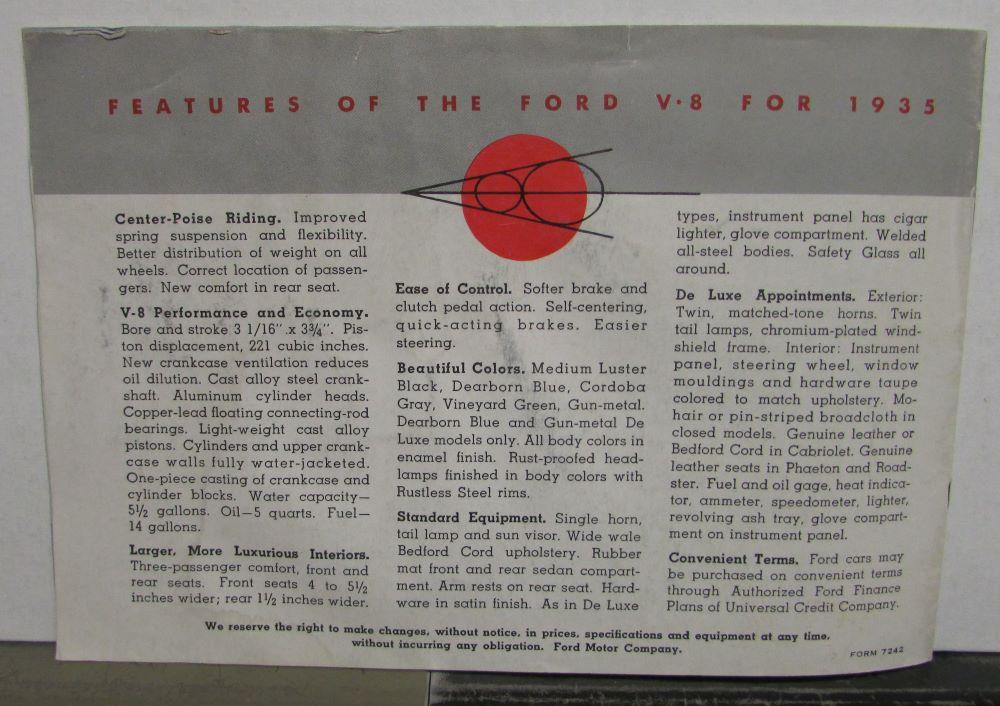 FEATURES OF THE FORD V·8 FOR 1935
Center-Poise Riding. Improved
spring suspension and flexibility.
Better distribution of weight on all
wheels. Correct location of passen-
gers. New comfort in rear seat.
V-8 Performance and Economy.
Bore and stroke 3 1/16" x 3¾". Pis-
ton displacement, 221 cubic inches.
New crankcase ventilation reduces
oil dilution. Cast alloy steel crank-
shaft. Aluminum cylinder heads.
Copper-lead floating connecting-rod
bearings. Light-weight cast alloy
pistons. Cylinders and upper crank-
case walls fully water-jacketed.
One-piece casting of crankcase and
cylinder blocks. Water capacity—
5½ gallons. Oil—5 quarts. Fuel—
14 gallons.
Larger, More Luxurious Interiors.
Three-passenger comfort, front and
rear seats. Front seats 4 to 5½
inches wider; rear 1½ inches wider.
Ease of Control. Softer brake and
clutch pedal action. Self-centering,
quick-acting brakes. Easier
steering.
Beautiful Colors. Medium Luster
Black, Dearborn Blue, Cordoba
Gray, Vineyard Green, Gun-metal.
Dearborn Blue and Gun-metal De
Luxe models only. All body colors in
enamel finish. Rust-proofed head-
lamps finished in body colors with
Rustless Steel rims.
Standard Equipment. Single horn,
tail lamp and sun visor. Wide wale
Bedford Cord upholstery. Rubber
mat front and rear sedan compart-
ment. Arm rests on rear seat. Hard-
ware in satin finish. As in De Luxe
types, instrument panel has cigar
lighter, glove compartment. Welded
all-steel bodies. Safety Glass all
around.
De Luxe Appointments. Exterior:
Twin, matched-tone horns. Twin
tail lamps, chromium-plated wind-
shield frame. Interior: Instrument
panel, steering wheel, window
mouldings and hardware taupe
colored to match upholstery. Mo-
hair or pin-striped broadcloth in
closed models. Genuine leather or
Bedford Cord in Cabriolet. Genuine
leather seats in Phaeton and Road-
ster. Fuel and oil gage, heat indica-
tor, ammeter, speedometer, lighter,
revolving ash tray, glove compart-
ment on instrument panel.
Convenient Terms. Ford cars may
be purchased on convenient terms
through Authorized Ford Finance
Plans of Universal Credit Company.
We reserve the right to make changes, without notice, in prices, specifications and equipment at any time,
without incurring any obligation. Ford Motor Company.
FORM 7242